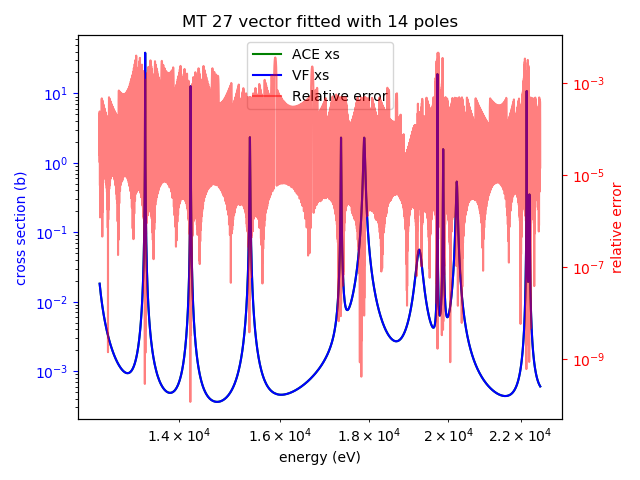 MT 27 vector fitted with 14 poles
ACE xs
VF xs
Relative error
cross section (b)
10¹
10⁰
10⁻¹
10⁻²
10⁻³
relative error
10⁻³
10⁻⁵
10⁻⁷
10⁻⁹
1.4 × 10⁴ 1.6 × 10⁴ 1.8 × 10⁴ 2 × 10⁴ 2.2 × 10⁴
energy (eV)